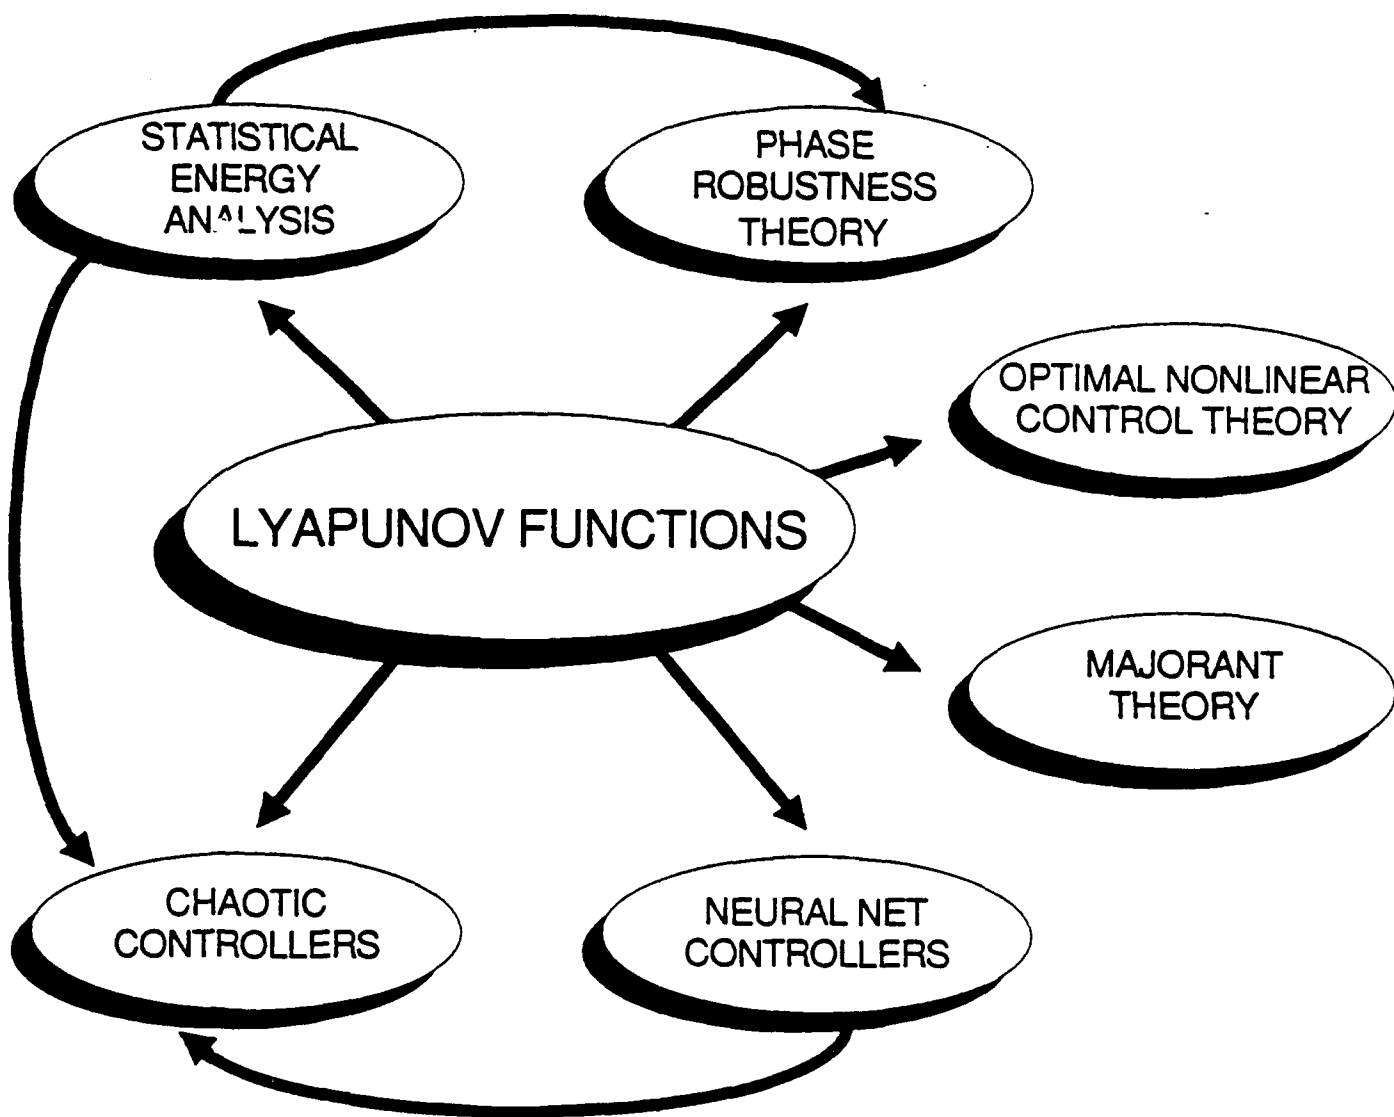 STATISTICAL
ENERGY
ANALYSIS
PHASE
ROBUSTNESS
THEORY
OPTIMAL NONLINEAR
CONTROL THEORY
LYAPUNOV FUNCTIONS
MAJORANT
THEORY
CHAOTIC
CONTROLLERS
NEURAL NET
CONTROLLERS